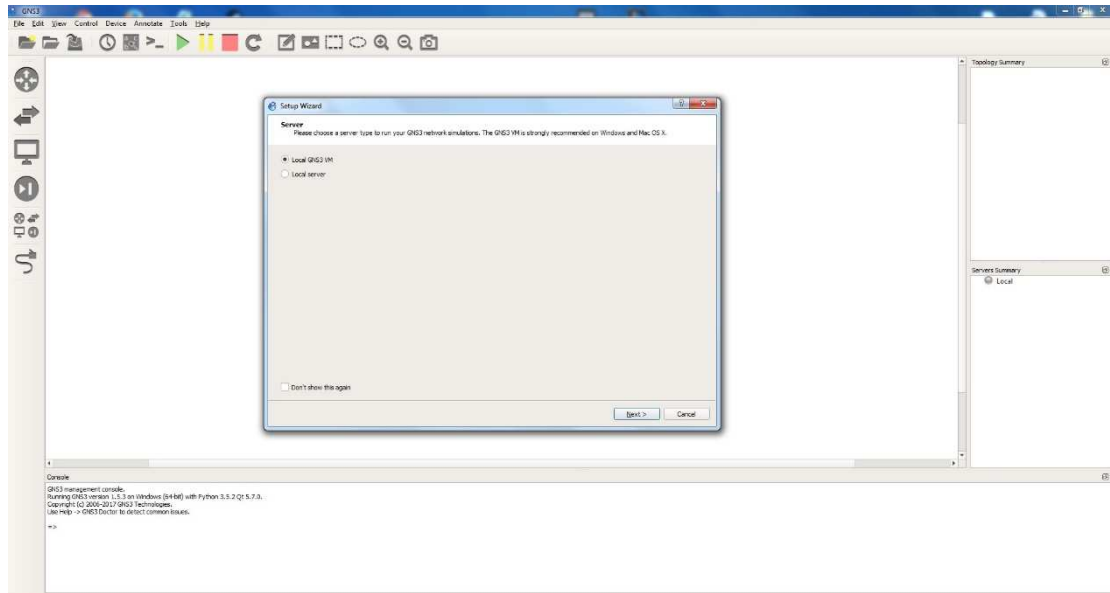 GNS3
File Edit View Control Device Annotate Tools Help
Topology Summary
Setup Wizard
Server
Please choose a server type to run your GNS3 network simulations. The GNS3 VM is strongly recommended on Windows and Mac OS X.
Local GNS3 VM
Local server
Servers Summary
Local
Don't show this again
Next > Cancel
Console
GNS3 management console.
Running GNS3 version 1.5.3 on Windows (64-bit) with Python 3.5.2 Qt 5.7.0.
Copyright (c) 2006-2017 GNS3 Technologies.
Use Help -> GNS3 Doctor to detect common issues.
=>